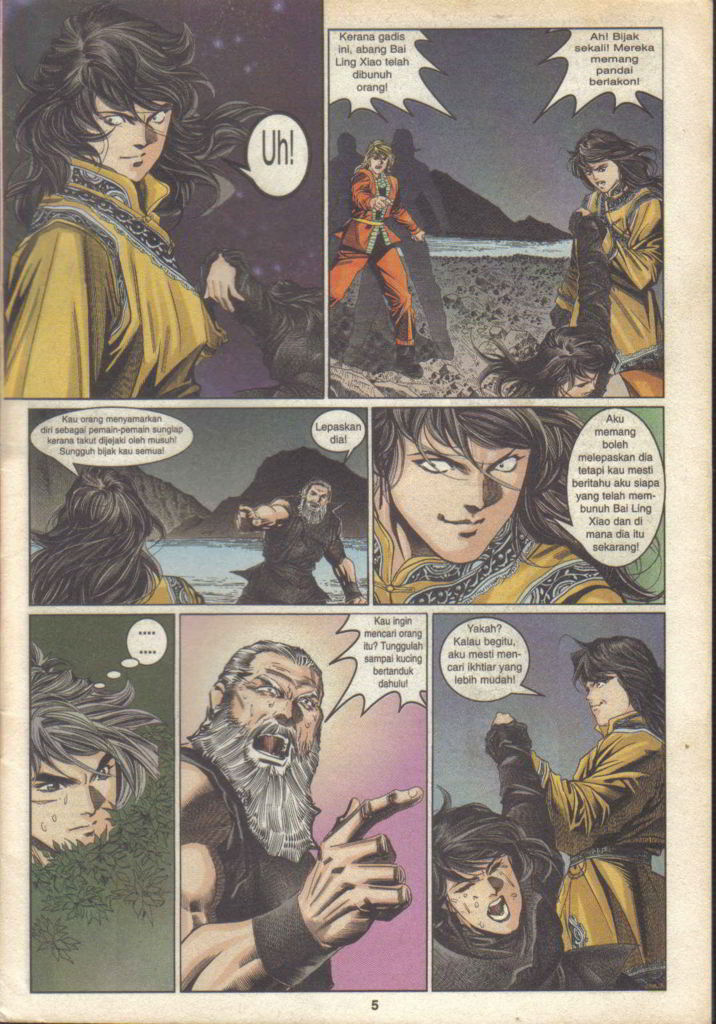 Uh!
Kerana gadis
ini, abang Bai
Ling Xiao telah
dibunuh
orang!
Ah! Bijak
sekali! Mereka
memang
pandai
berlakon!
Kau orang menyamarkan
diri sebagai pemain-pemain sunglap
kerana takut dijejaki oleh musuh!
Sungguh bijak kau semua!
Lepaskan
dia!
Aku
memang
boleh
melepaskan dia
tetapi kau mesti
beritahu aku siapa
yang telah mem-
bunuh Bai Ling
Xiao dan di
mana dia itu
sekarang!
....
....
Kau ingin
mencari orang
itu? Tunggulah
sampai kucing
bertanduk
dahulu!
Yakah?
Kalau begitu,
aku mesti men-
cari ikhtiar yang
lebih mudah!
5